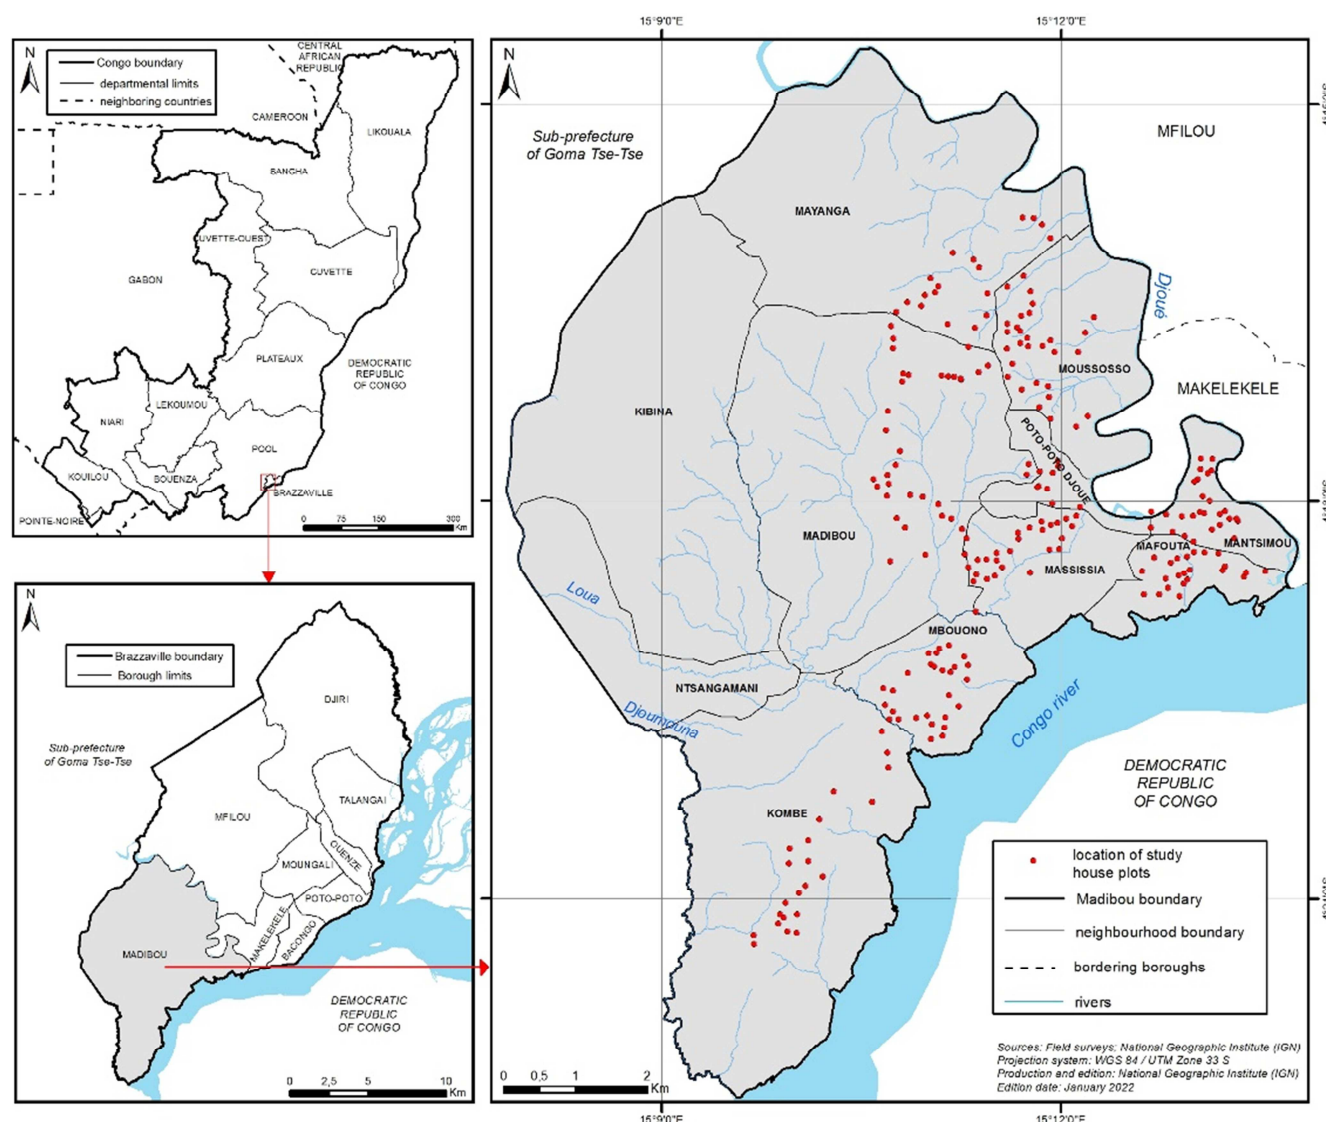 N
Congo boundary
departmental limits
neighboring countries
CENTRAL
AFRICAN
REPUBLIC
CAMEROON
LIKOUALA
SANGHA
CUVETTE-OUEST
CUVETTE
GABON
PLATEAUX
DEMOCRATIC
REPUBLIC
OF CONGO
LEKOUMOU
NIARI
POOL
KOUILOU
BOUENZA
BRAZZAVILLE
POINTE-NOIRE
0 75 150 300
Km
N
Brazzaville boundary
Borough limits
DJIRI
Sub-prefecture
of Goma Tse-Tse
TALANGAI
MFILOU
OUENZE
MOUNGALI
POTO-POTO
MAKELEKELE
BACONGO
MADIBOU
DEMOCRATIC
REPUBLIC
OF CONGO
0 2,5 5 10
Km
15°9'0"E 15°12'0"E
N
Sub-prefecture
of Goma Tse-Tse
MFILOU
MAYANGA
Djoué
MOUSSOSSO
MAKELEKELE
KIBINA
POTO-POTO DJOUE
MADIBOU
MAFOUTA
MANTSIMOU
MASSISSIA
Loua
MBOUONO
NTSANGAMANI
Djoumouna
Congo river
DEMOCRATIC
REPUBLIC
OF CONGO
KOMBE
location of study
house plots
Madibou boundary
neighbourhood boundary
bordering boroughs
rivers
Sources: Field surveys; National Geographic Institute (IGN)
Projection system: WGS 84 / UTM Zone 33 S
Production and edition: National Geographic Institute (IGN)
Edition date: January 2022
0 0,5 1 2
Km
15°9'0"E 15°12'0"E